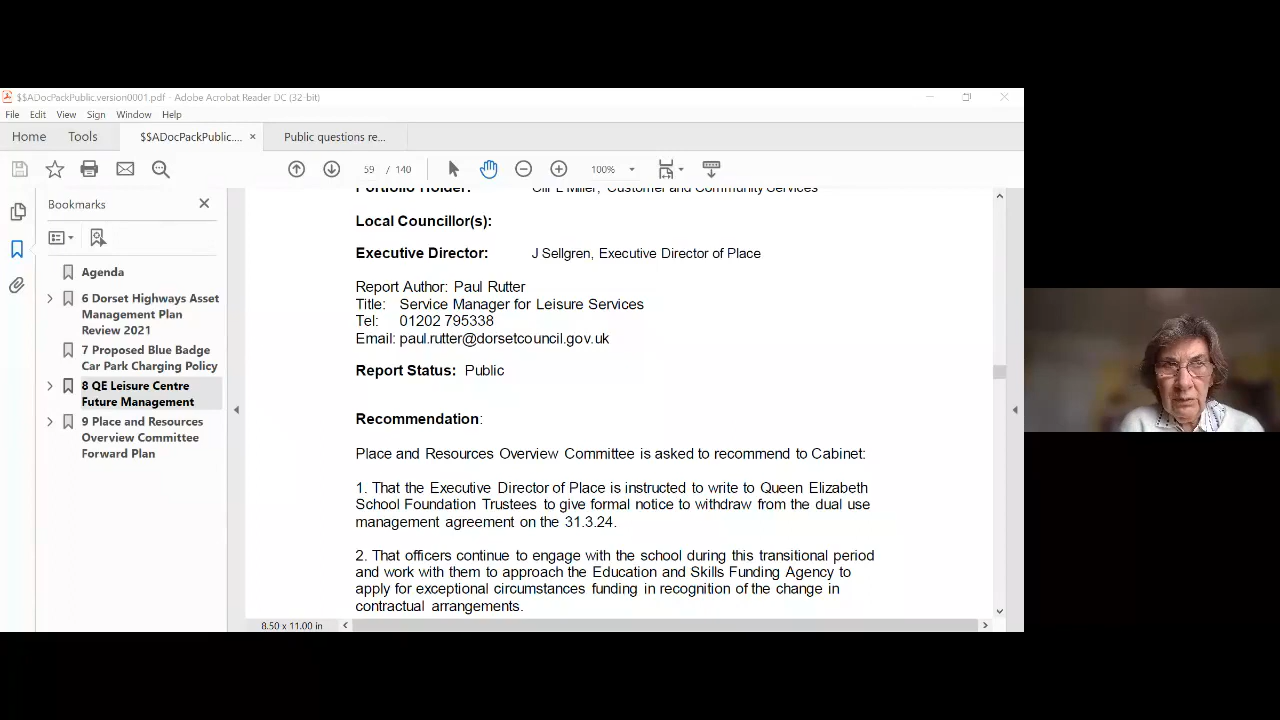 $$ADocPackPublic.version0001.pdf - Adobe Acrobat Reader DC (32-bit)
File Edit View Sign Window Help
Home Tools $$ADocPackPublic.... × Public questions re...
59 / 140 100%
Bookmarks
Agenda
6 Dorset Highways Asset
Management Plan
Review 2021
7 Proposed Blue Badge
Car Park Charging Policy
8 QE Leisure Centre
Future Management
9 Place and Resources
Overview Committee
Forward Plan
Portfolio Holder: Cllr L Miller, Customer and Community Services
Local Councillor(s):
Executive Director: J Sellgren, Executive Director of Place
Report Author: Paul Rutter
Title: Service Manager for Leisure Services
Tel: 01202 795338
Email: paul.rutter@dorsetcouncil.gov.uk
Report Status: Public
Recommendation:
Place and Resources Overview Committee is asked to recommend to Cabinet:
1. That the Executive Director of Place is instructed to write to Queen Elizabeth
School Foundation Trustees to give formal notice to withdraw from the dual use
management agreement on the 31.3.24.
2. That officers continue to engage with the school during this transitional period
and work with them to approach the Education and Skills Funding Agency to
apply for exceptional circumstances funding in recognition of the change in
contractual arrangements.
8.50 x 11.00 in